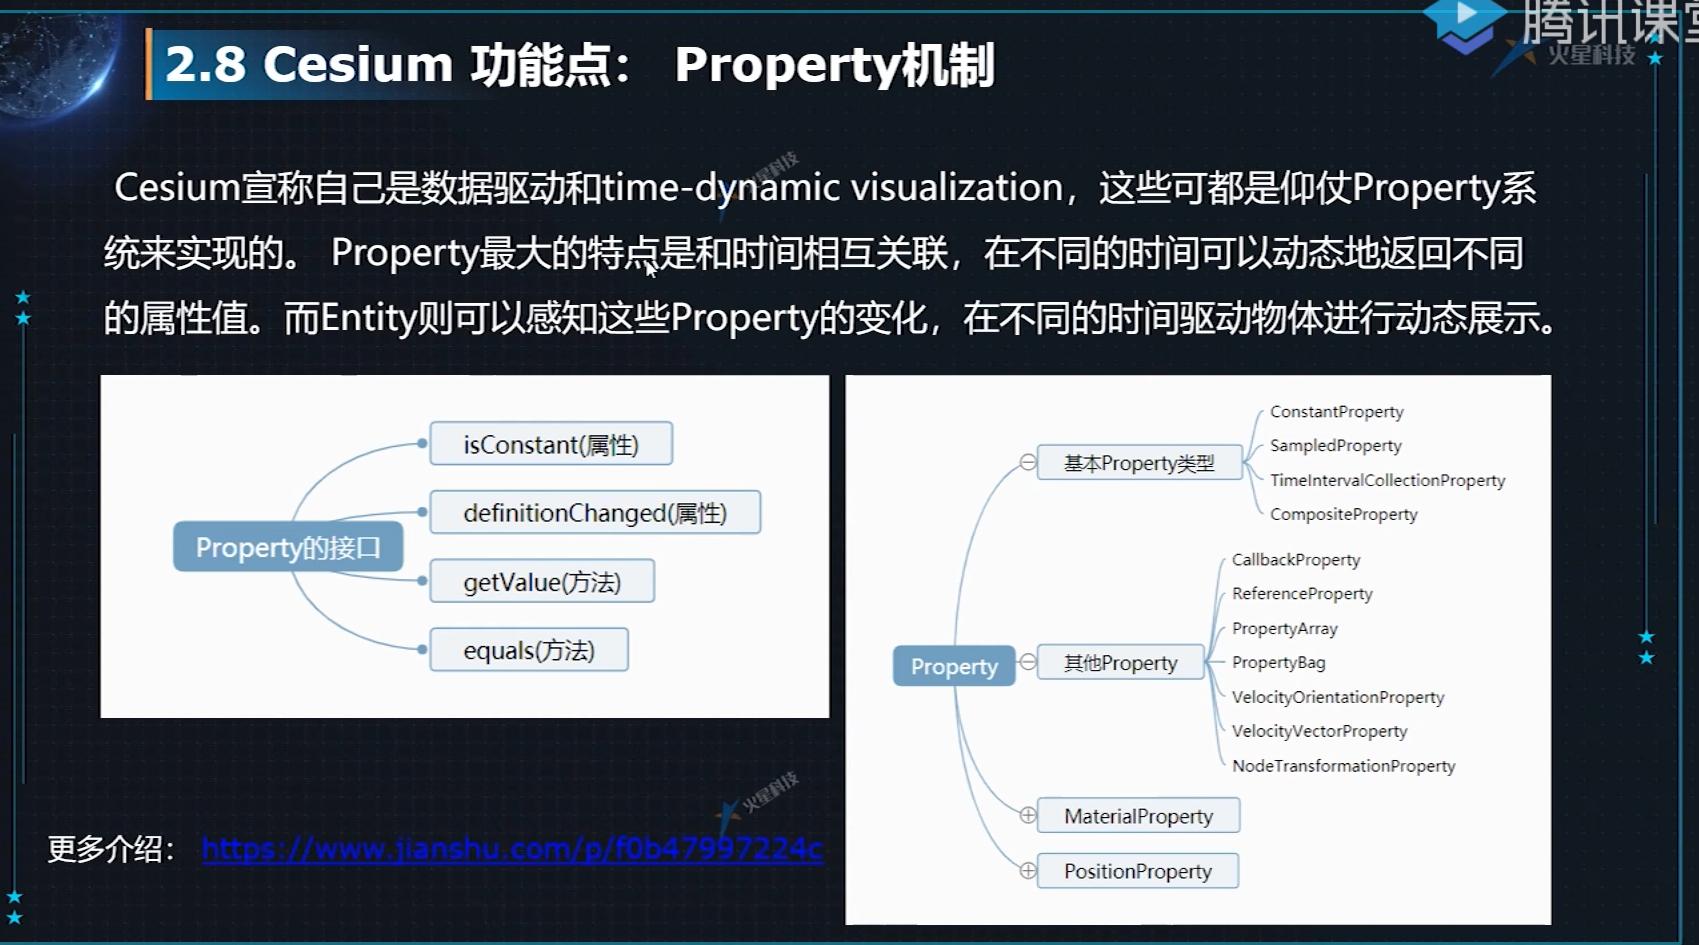 腾讯课堂
火星科技
2.8 Cesium 功能点： Property机制
Cesium宣称自己是数据驱动和time-dynamic visualization，这些可都是仰仗Property系
统来实现的。 Property最大的特点是和时间相互关联，在不同的时间可以动态地返回不同
的属性值。而Entity则可以感知这些Property的变化，在不同的时间驱动物体进行动态展示。
火星科技
Property的接口
isConstant(属性)
definitionChanged(属性)
getValue(方法)
equals(方法)
Property
基本Property类型
ConstantProperty
SampledProperty
TimeIntervalCollectionProperty
CompositeProperty
其他Property
CallbackProperty
ReferenceProperty
PropertyArray
PropertyBag
VelocityOrientationProperty
VelocityVectorProperty
NodeTransformationProperty
MaterialProperty
PositionProperty
火星科技
更多介绍： https://www.jianshu.com/p/f0b47997224c